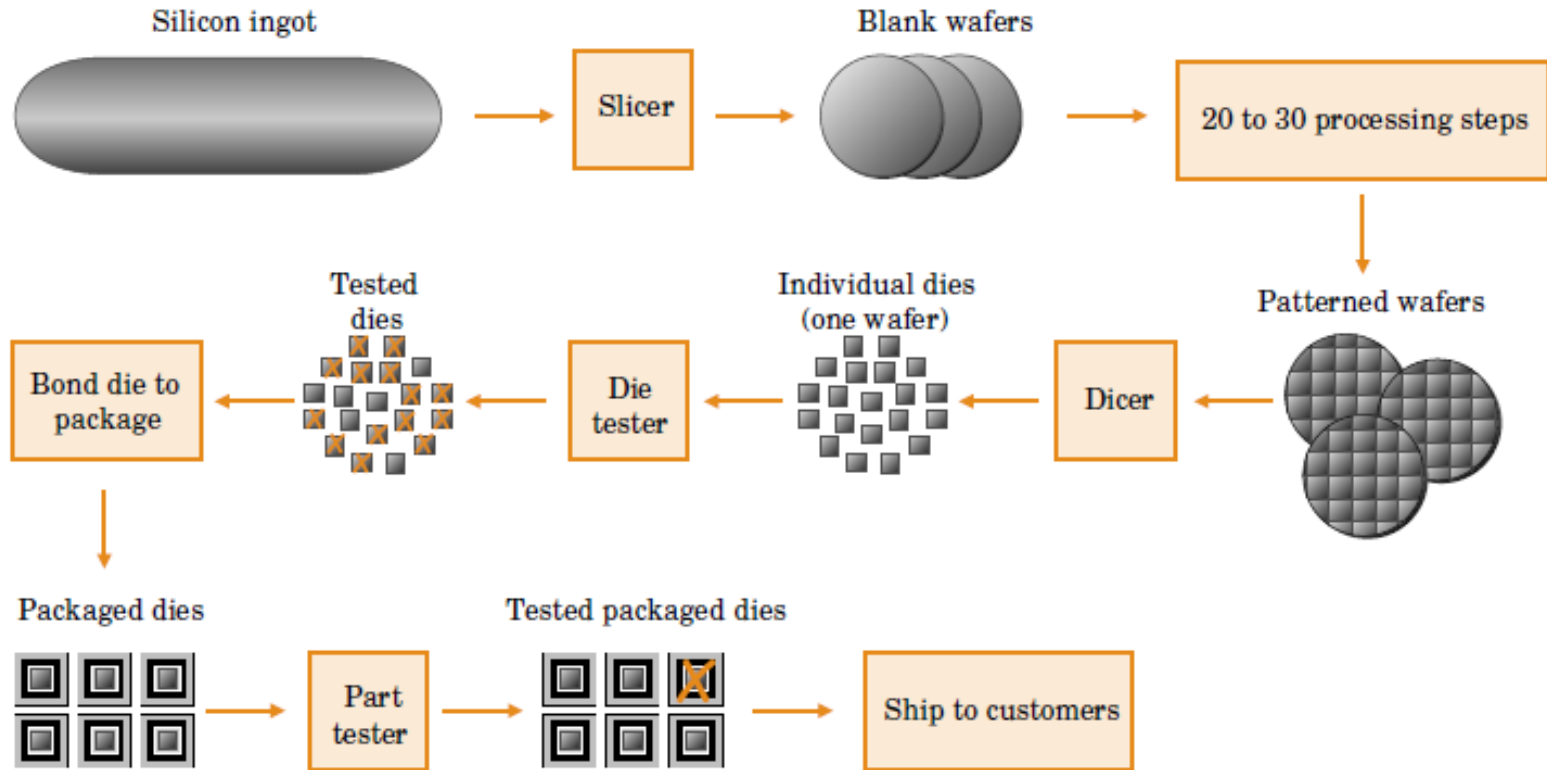 Silicon ingot
Blank wafers
Slicer
20 to 30 processing steps
Tested
dies
Individual dies
(one wafer)
Patterned wafers
Bond die to
package
Die
tester
Dicer
Packaged dies
Tested packaged dies
Part
tester
Ship to customers